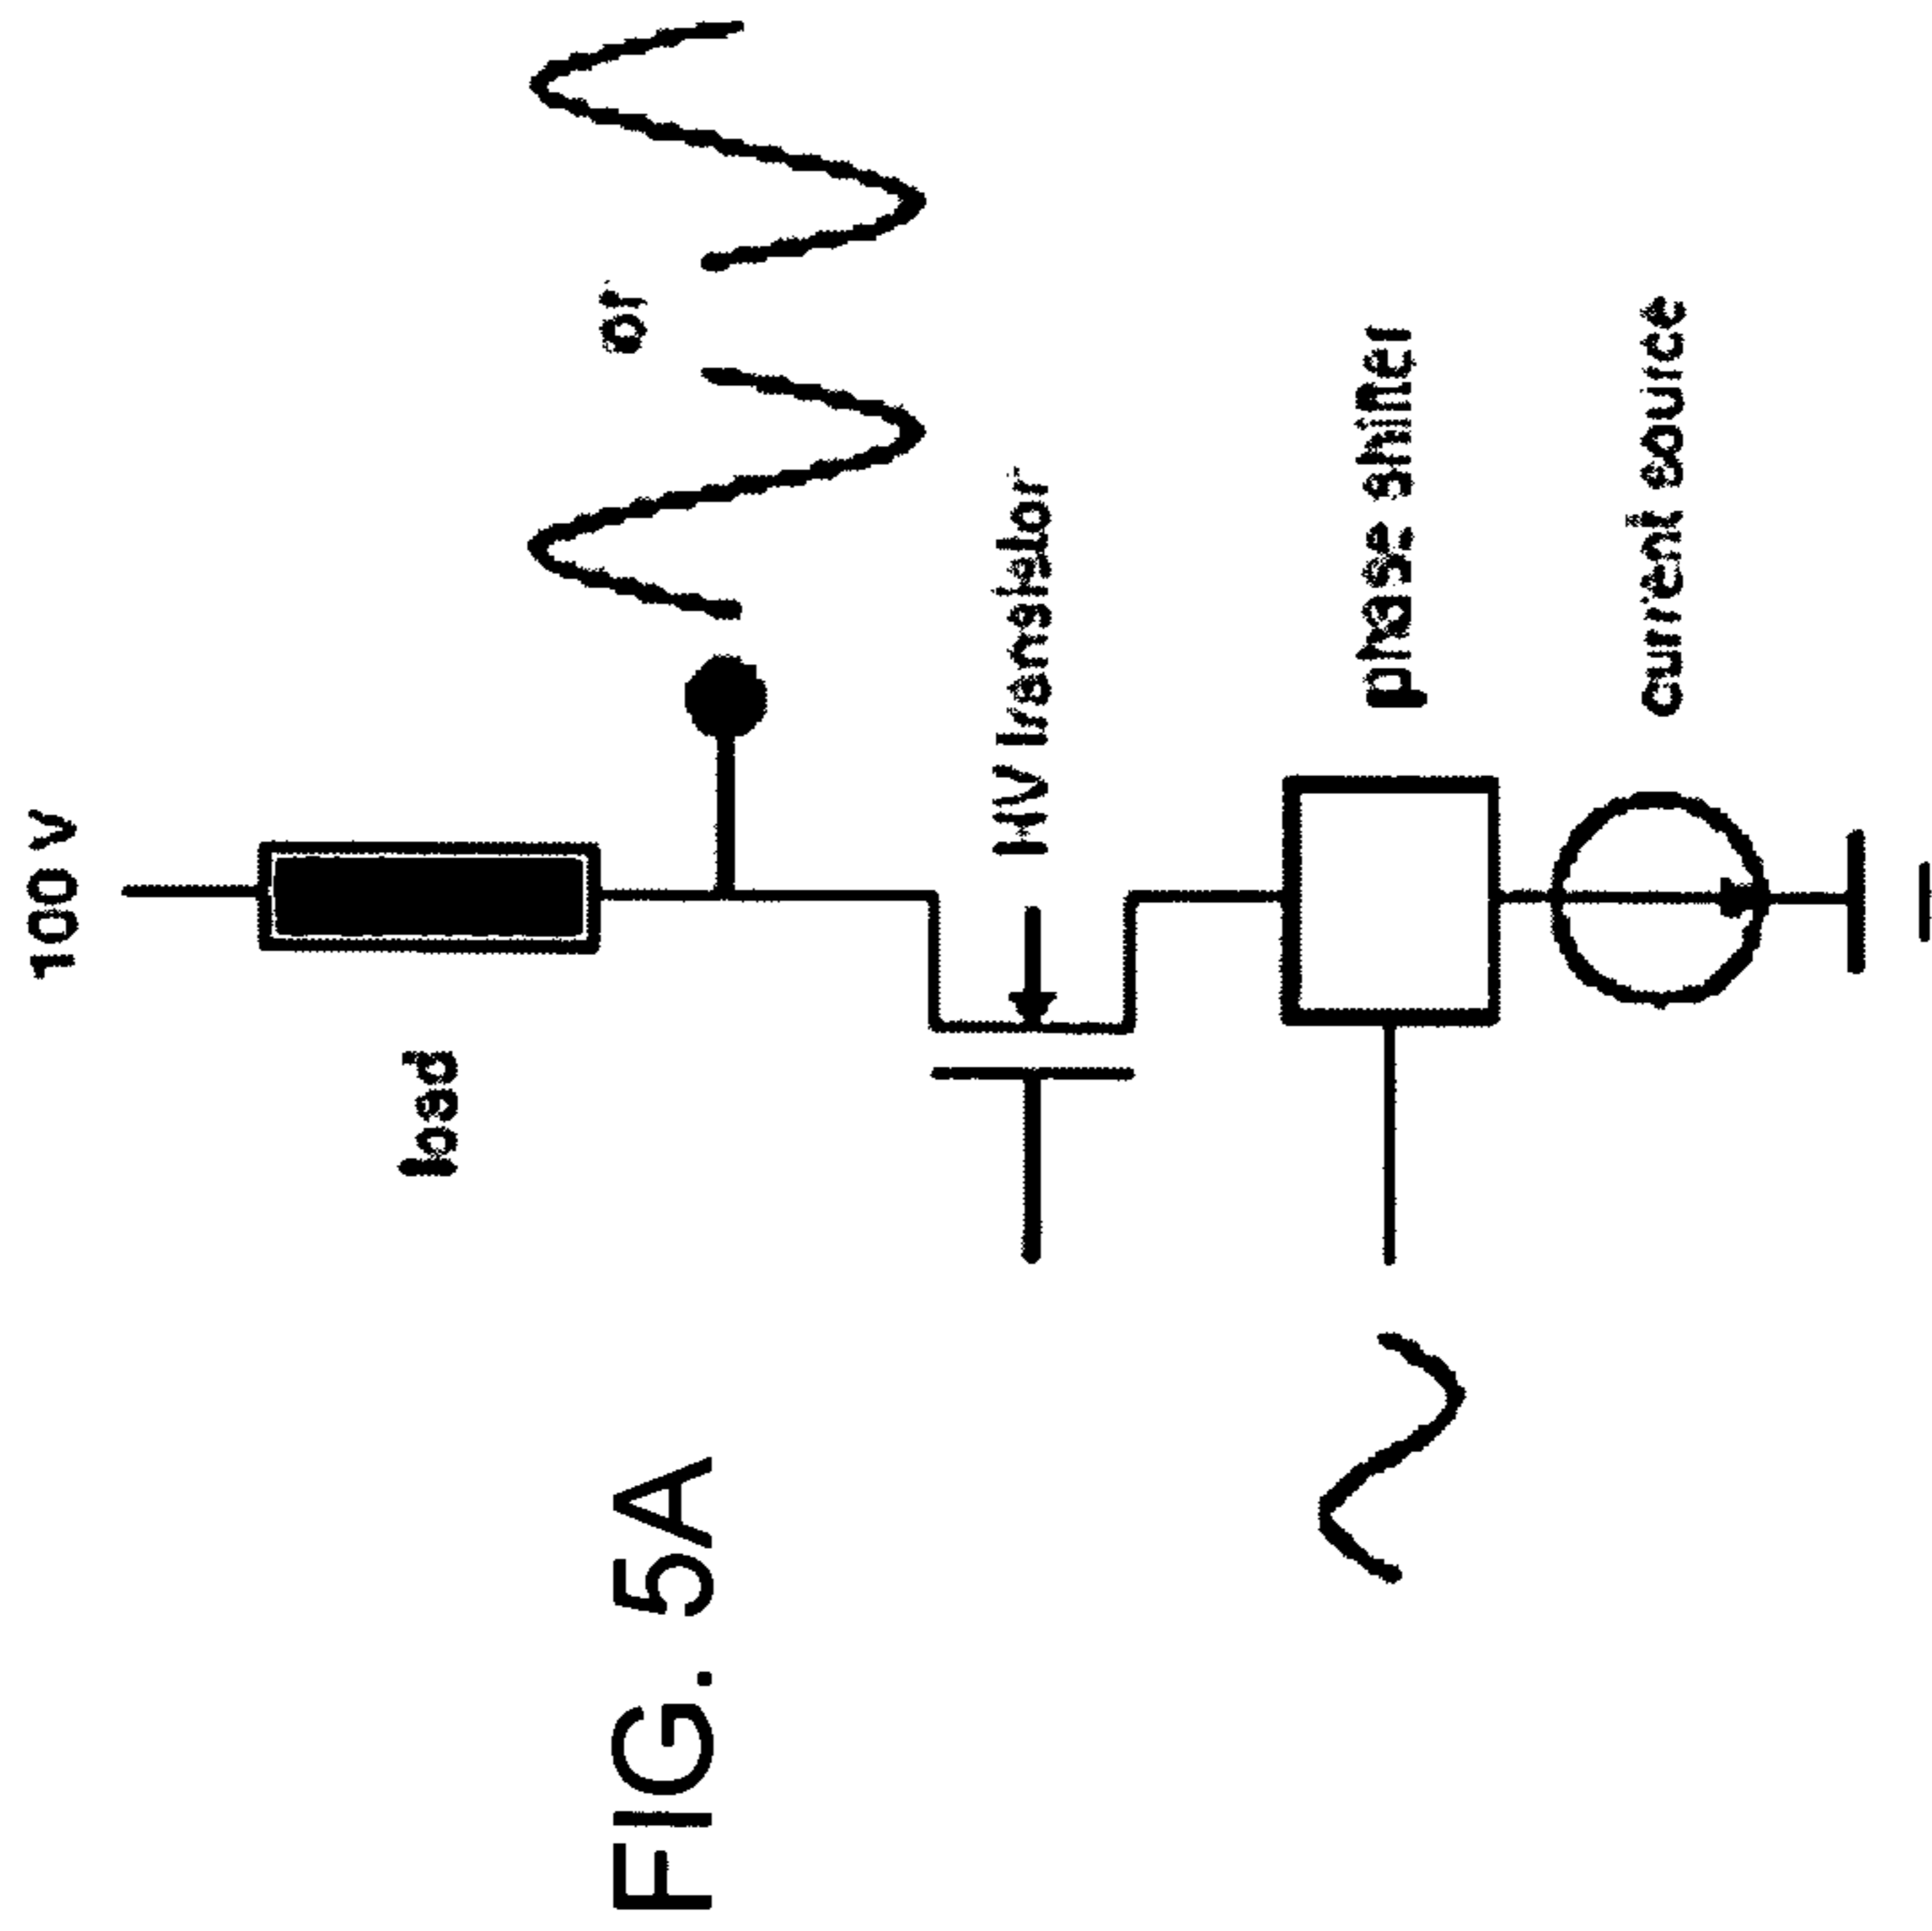 100 V
load
or
HV transistor
phase shifter
current source
FIG. 5A